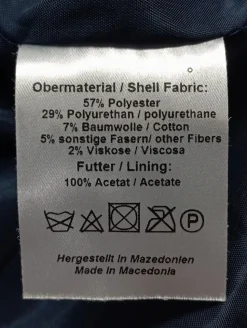 Obermaterial / Shell Fabric:
57% Polyester
29% Polyurethan / polyurethane
7% Baumwolle / Cotton
5% sonstige Fasern/ other Fibers
2% Viskose / Viscosa
Futter / Lining:
100% Acetat / Acetate
P
Hergestellt in Mazedonien
Made in Macedonia